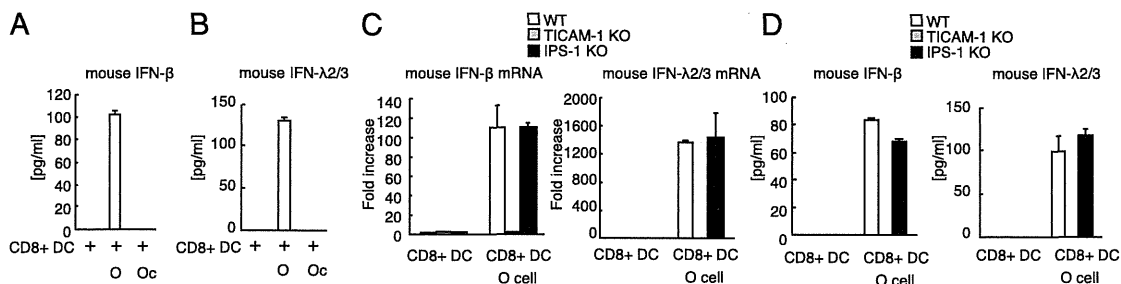 A
mouse IFN-β
[pg/ml]
120
100
80
60
40
20
0
CD8+ DC + + +
O Oc
B
mouse IFN-λ2/3
[pg/ml]
150
100
50
0
CD8+ DC + + +
O Oc
C
WT
TICAM-1 KO
IPS-1 KO
mouse IFN-β mRNA
Fold increase
140
120
100
80
60
40
20
0
CD8+ DC CD8+ DC
O cell
mouse IFN-λ2/3 mRNA
Fold increase
2000
1600
1200
800
400
0
CD8+ DC CD8+ DC
O cell
D
WT
TICAM-1 KO
IPS-1 KO
mouse IFN-β
[pg/ml]
100
80
60
40
20
0
CD8+ DC CD8+ DC
O cell
mouse IFN-λ2/3
[pg/ml]
150
100
50
0
CD8+ DC CD8+ DC
O cell